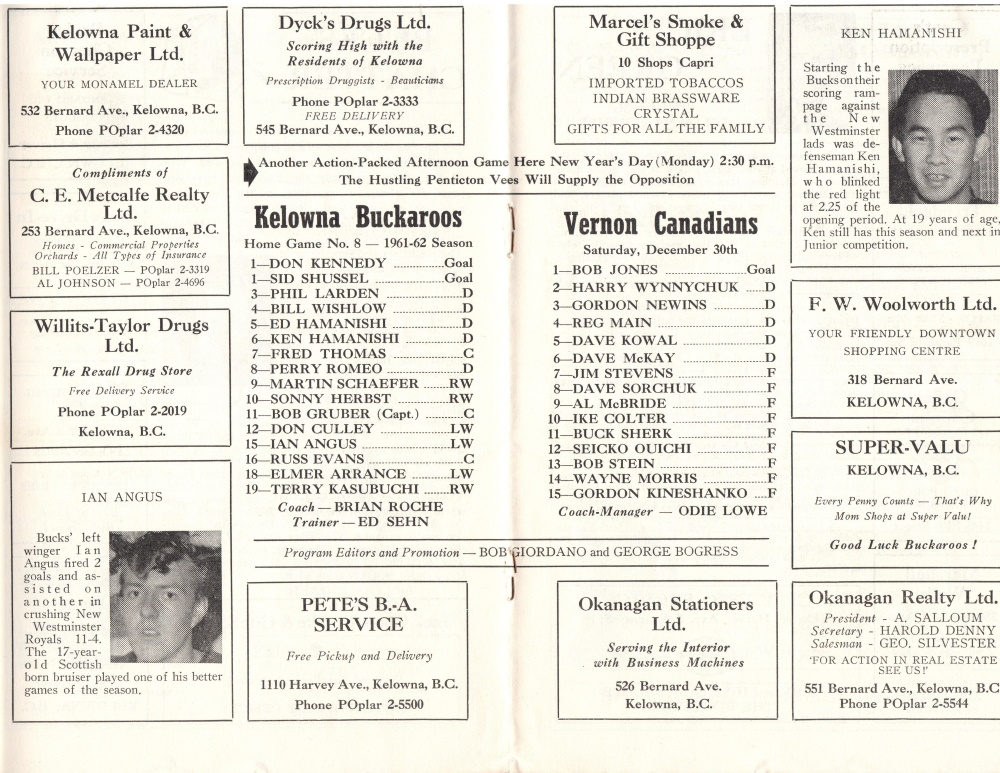 Kelowna Paint &
Wallpaper Ltd.
YOUR MONAMEL DEALER
532 Bernard Ave., Kelowna, B.C.
Phone POplar 2-4320
Compliments of
C. E. Metcalfe Realty
Ltd.
253 Bernard Ave., Kelowna, B.C.
Homes - Commercial Properties
Orchards - All Types of Insurance
BILL POELZER — POplar 2-3319
AL JOHNSON — POplar 2-4696
Willits-Taylor Drugs
Ltd.
The Rexall Drug Store
Free Delivery Service
Phone POplar 2-2019
Kelowna, B.C.
IAN ANGUS
Bucks' left
winger Ian
Angus fired 2
goals and as-
sisted on
another in
crushing New
Westminster
Royals 11-4.
The 17-year-
old Scottish
born bruiser played one of his better
games of the season.
Dyck's Drugs Ltd.
Scoring High with the
Residents of Kelowna
Prescription Druggists - Beauticians
Phone POplar 2-3333
FREE DELIVERY
545 Bernard Ave., Kelowna, B.C.
Marcel's Smoke &
Gift Shoppe
10 Shops Capri
IMPORTED TOBACCOS
INDIAN BRASSWARE
CRYSTAL
GIFTS FOR ALL THE FAMILY
Another Action-Packed Afternoon Game Here New Year's Day (Monday) 2:30 p.m.
The Hustling Penticton Vees Will Supply the Opposition
Kelowna Buckaroos
Home Game No. 8 — 1961-62 Season
1—DON KENNEDY ..............Goal
1—SID SHUSSEL ................Goal
3—PHIL LARDEN ....................D
4—BILL WISHLOW ..................D
5—ED HAMANISHI ..................D
6—KEN HAMANISHI ................D
7—FRED THOMAS ..................C
8—PERRY ROMEO ..................D
9—MARTIN SCHAEFER ......RW
10—SONNY HERBST ............RW
11—BOB GRUBER (Capt.) ........C
12—DON CULLEY ................LW
15—IAN ANGUS ..................LW
16—RUSS EVANS ....................C
18—ELMER ARRANCE ..........LW
19—TERRY KASUBUCHI ......RW
Coach — BRIAN ROCHE
Trainer — ED SEHN
Vernon Canadians
Saturday, December 30th
1—BOB JONES ....................Goal
2—HARRY WYNNYCHUK .....D
3—GORDON NEWINS ............D
4—REG MAIN ........................D
5—DAVE KOWAL ..................D
6—DAVE McKAY ..................D
7—JIM STEVENS ..................F
8—DAVE SORCHUK ..............F
9—AL McBRIDE ....................F
10—IKE COLTER ....................F
11—BUCK SHERK ..................F
12—SEICKO OUICHI ..............F
13—BOB STEIN ......................F
14—WAYNE MORRIS ..............F
15—GORDON KINESHANKO ....F
Coach-Manager — ODIE LOWE
Program Editors and Promotion — BOB GIORDANO and GEORGE BOGRESS
PETE'S B.-A.
SERVICE
Free Pickup and Delivery
1110 Harvey Ave., Kelowna, B.C.
Phone POplar 2-5500
Okanagan Stationers
Ltd.
Serving the Interior
with Business Machines
526 Bernard Ave.
Kelowna, B.C.
KEN HAMANISHI
Starting the
Bucks on their
scoring ram-
page against
the New
Westminster
lads was de-
fenseman Ken
Hamanishi,
who blinked
the red light
at 2.25 of the
opening period. At 19 years of age,
Ken still has this season and next in
Junior competition.
F. W. Woolworth Ltd.
YOUR FRIENDLY DOWNTOWN
SHOPPING CENTRE
318 Bernard Ave.
KELOWNA, B.C.
SUPER-VALU
KELOWNA, B.C.
Every Penny Counts — That's Why
Mom Shops at Super Valu!
Good Luck Buckaroos !
Okanagan Realty Ltd.
President - A. SALLOUM
Secretary - HAROLD DENNY
Salesman - GEO. SILVESTER
'FOR ACTION IN REAL ESTATE
SEE US!'
551 Bernard Ave., Kelowna, B.C
Phone POplar 2-5544